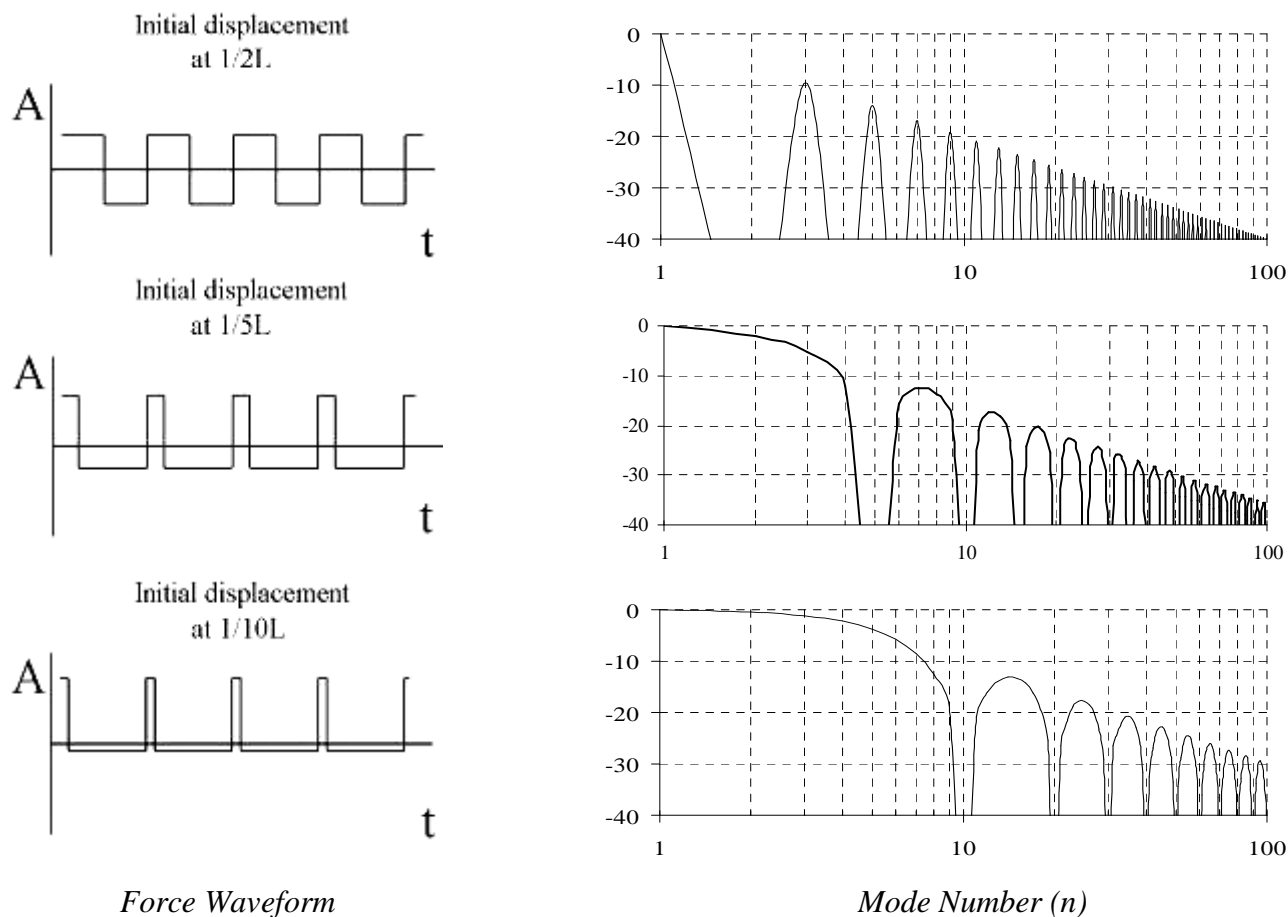 Initial displacement
at 1/2L
A
t
0
-10
-20
-30
-40
1
10
100
Initial displacement
at 1/5L
A
t
0
-10
-20
-30
-40
1
10
100
Initial displacement
at 1/10L
A
t
0
-10
-20
-30
-40
1
10
100
Force Waveform
Mode Number (n)